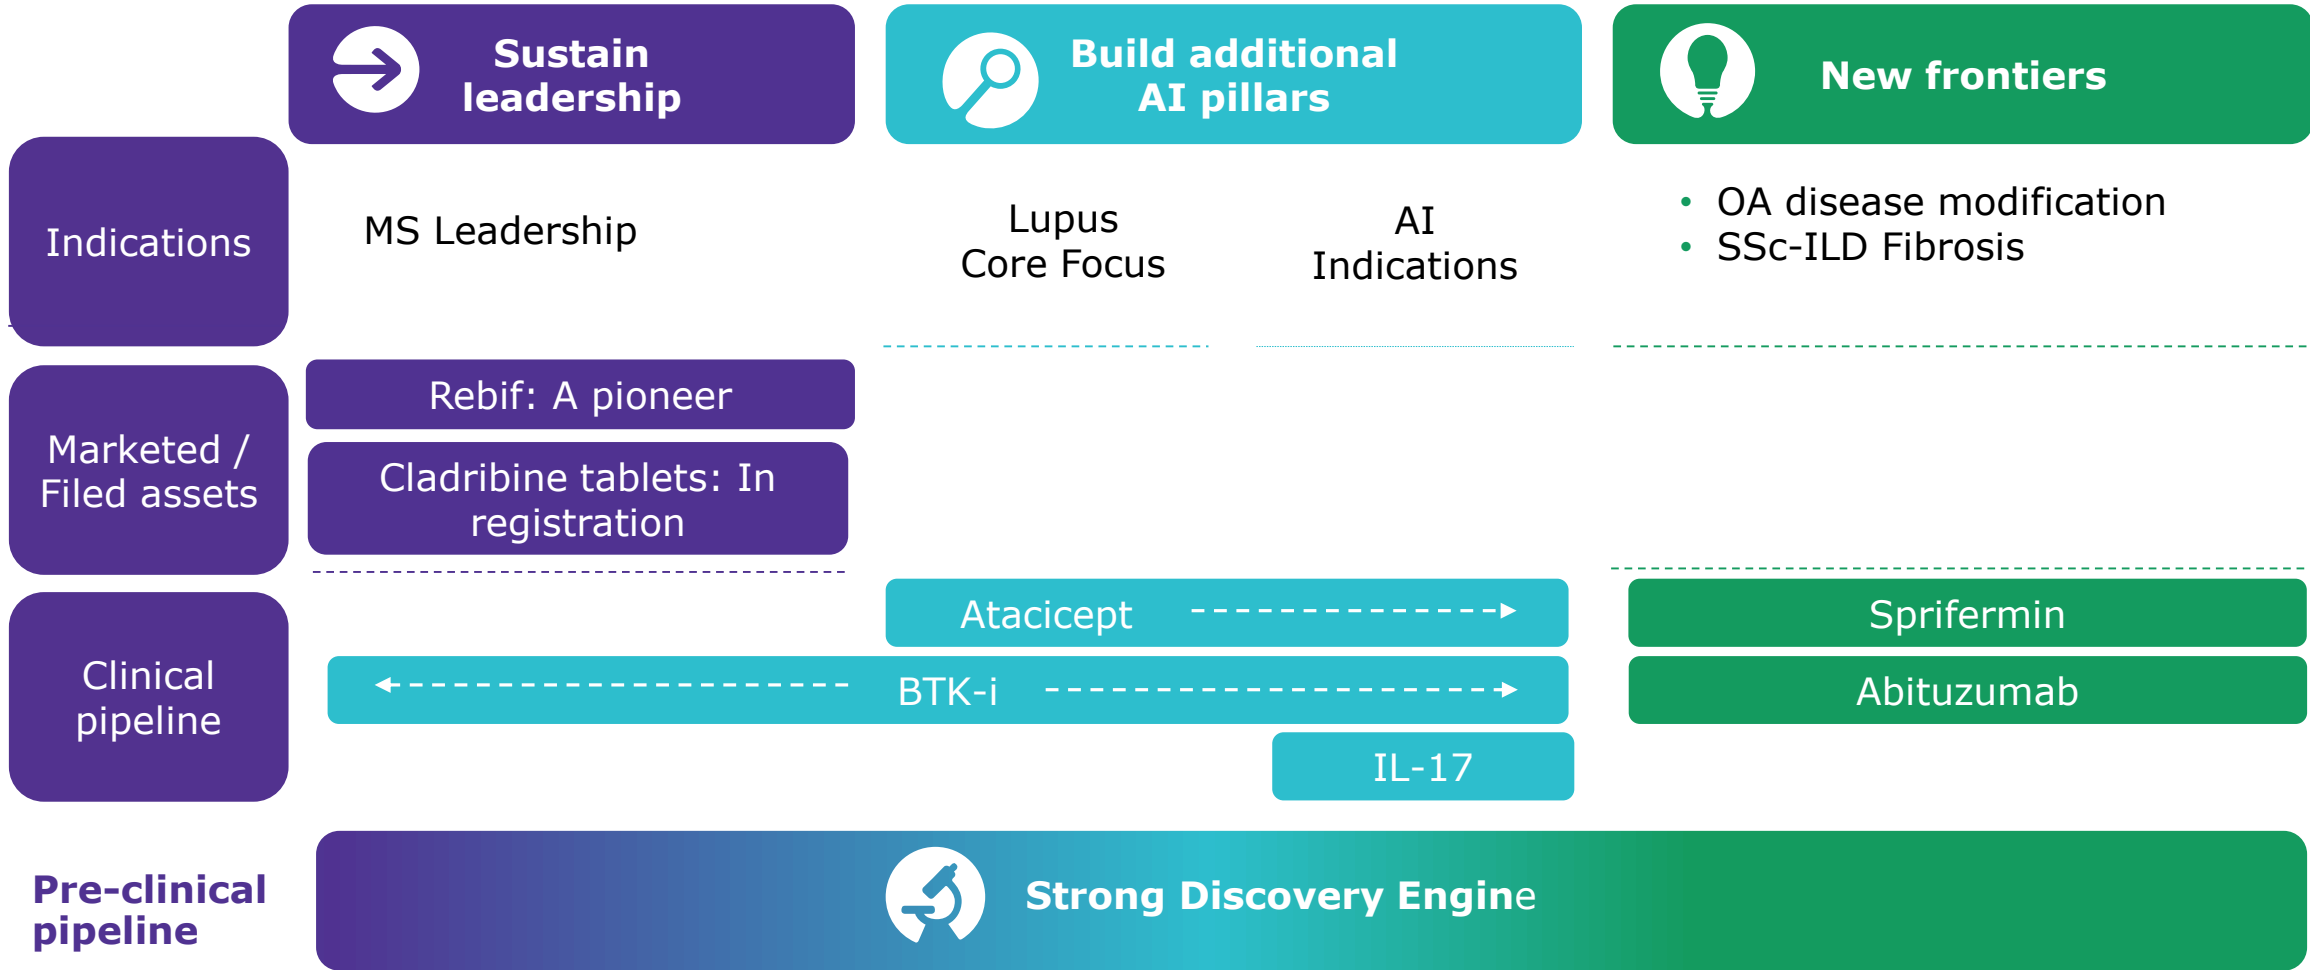 Sustain
leadership
Build additional
AI pillars
New frontiers
Indications
MS Leadership
Lupus
Core Focus
AI
Indications
• OA disease modification
• SSc-ILD Fibrosis
Marketed /
Filed assets
Rebif: A pioneer
Cladribine tablets: In
registration
Clinical
pipeline
Atacicept
Sprifermin
BTK-i
Abituzumab
IL-17
Pre-clinical
pipeline
Strong Discovery Engine